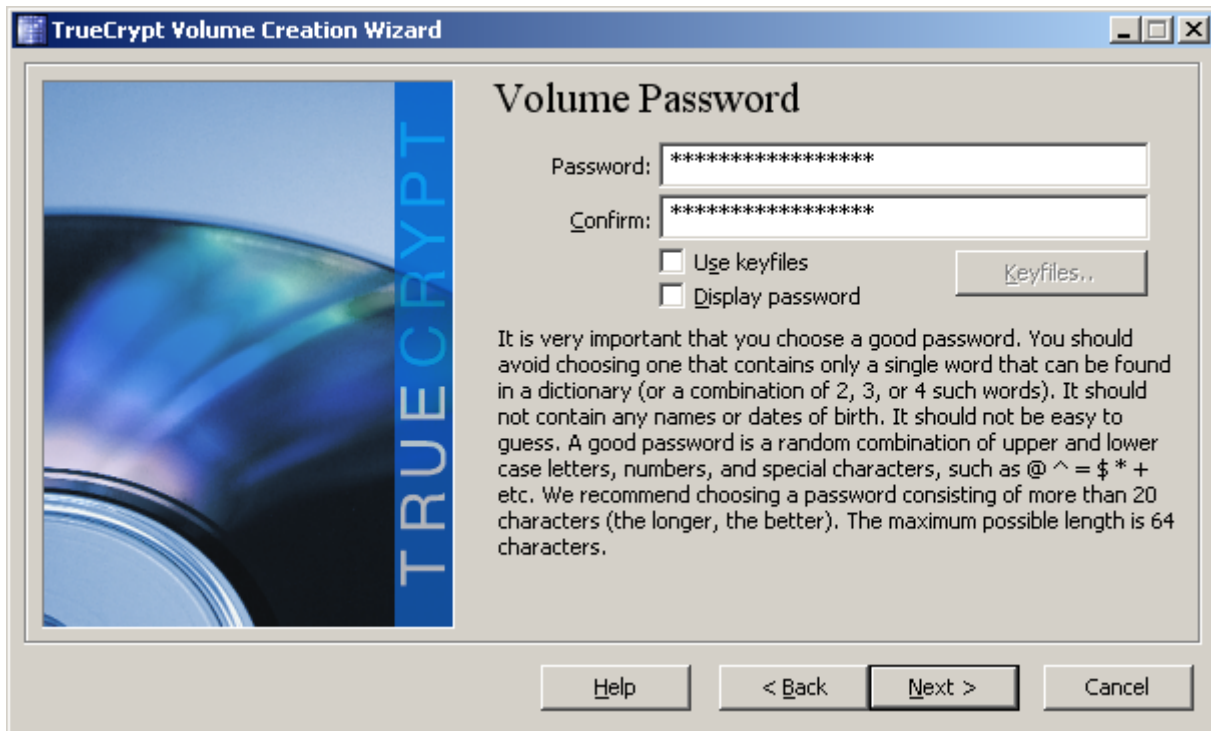 TrueCrypt Volume Creation Wizard
TRUECRYPT
Volume Password
Password: *****************
Confirm: *****************
Use keyfiles
Keyfiles..
Display password
It is very important that you choose a good password. You should
avoid choosing one that contains only a single word that can be found
in a dictionary (or a combination of 2, 3, or 4 such words). It should
not contain any names or dates of birth. It should not be easy to
guess. A good password is a random combination of upper and lower
case letters, numbers, and special characters, such as @ ^ = $ * +
etc. We recommend choosing a password consisting of more than 20
characters (the longer, the better). The maximum possible length is 64
characters.
Help
< Back
Next >
Cancel